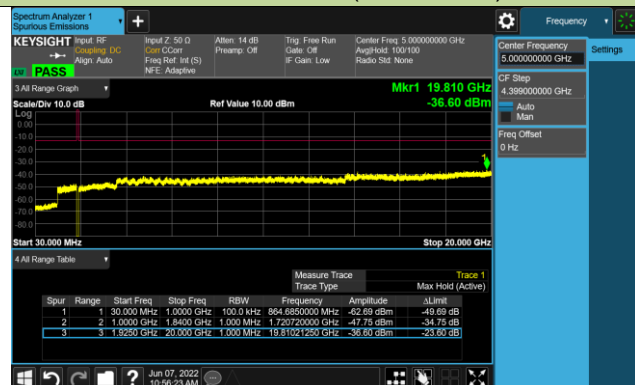 Spectrum Analyzer 1
Spurious Emissions
Frequency
KEYSIGHT Input: RF Input Z: 50 Ω Atten: 14 dB Trig: Free Run Center Freq: 5.000000000 GHz
Coupling: DC Corr CCorr Preamp: Off Gate: Off Avg|Hold: 100/100
Align: Auto Freq Ref: Int (S) IF Gain: Low Radio Std: None
NFE: Adaptive
PASS
Center Frequency
5.000000000 GHz
Settings
CF Step
4.399000000 GHz
Auto
Man
Freq Offset
0 Hz
3 All Range Graph
Mkr1 19.810 GHz
Scale/Div 10.0 dB Ref Value 10.00 dBm -36.60 dBm
Log
0.00
-10.0
-20.0
-30.0
-40.0
-50.0
-60.0
-70.0
-80.0
1
Start 30.000 MHz Stop 20.000 GHz
4 All Range Table
Measure Trace Trace 1
Trace Type Max Hold (Active)
Spur Range Start Freq Stop Freq RBW Frequency Amplitude ΔLimit
1 1 30.000 MHz 1.0000 GHz 100.0 kHz 864.6850000 MHz -62.69 dBm -49.69 dB
2 2 1.0000 GHz 1.8400 GHz 1.000 MHz 1.720720000 GHz -47.75 dBm -34.75 dB
3 3 1.9250 GHz 20.000 GHz 1.000 MHz 19.81021250 GHz -36.60 dBm -23.60 dB
Jun 07, 2022
10:56:23 AM